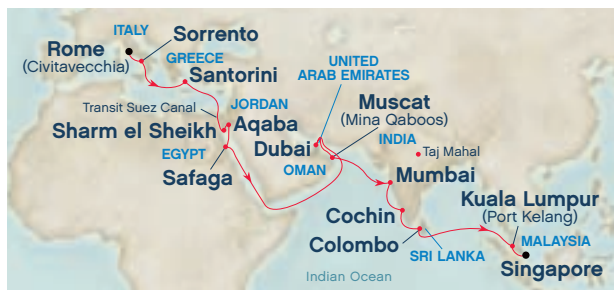 ITALY
Rome
(Civitavecchia)
Sorrento
GREECE
Santorini
Transit Suez Canal
JORDAN
Sharm el Sheikh
Aqaba
EGYPT
Safaga
UNITED
ARAB EMIRATES
Dubai
Muscat
(Mina Qaboos)
OMAN
INDIA
Taj Mahal
Mumbai
Cochin
Colombo
SRI LANKA
Kuala Lumpur
(Port Kelang)
MALAYSIA
Singapore
Indian Ocean